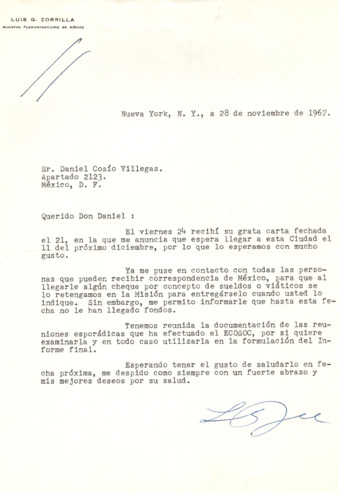 LUIS G. ZORRILLA
MINISTRO PLENIPOTENCIARIO DE MÉXICO
Nueva York, N. Y., a 28 de noviembre de 1967.
Sr. Daniel Cosío Villegas.
Apartado 2123.
México, D. F.
Querido Don Daniel :
El viernes 24 recibí su grata carta fechada
el 21, en la que me anuncia que espera llegar a esta Ciudad el
11 del próximo diciembre, por lo que lo esperamos con mucho
gusto.
Ya me puse en contacto con todas las perso-
nas que pueden recibir correspondencia de México, para que al
llegarle algún cheque por concepto de sueldos o viáticos se
lo retengamos en la Misión para entregárselo cuando usted lo
indique. Sin embargo, me permito informarle que hasta esta fe-
cha no le han llegado fondos.
Tenemos reunida la documentación de las reu-
niones esporádicas que ha efectuado el ECOSOC, por si quiere
examinarla y en todo caso utilizarla en la formulación del In-
forme final.
Esperando tener el gusto de saludarlo en fe-
cha próxima, me despido como siempre con un fuerte abrazo y
mis mejores deseos por su salud.